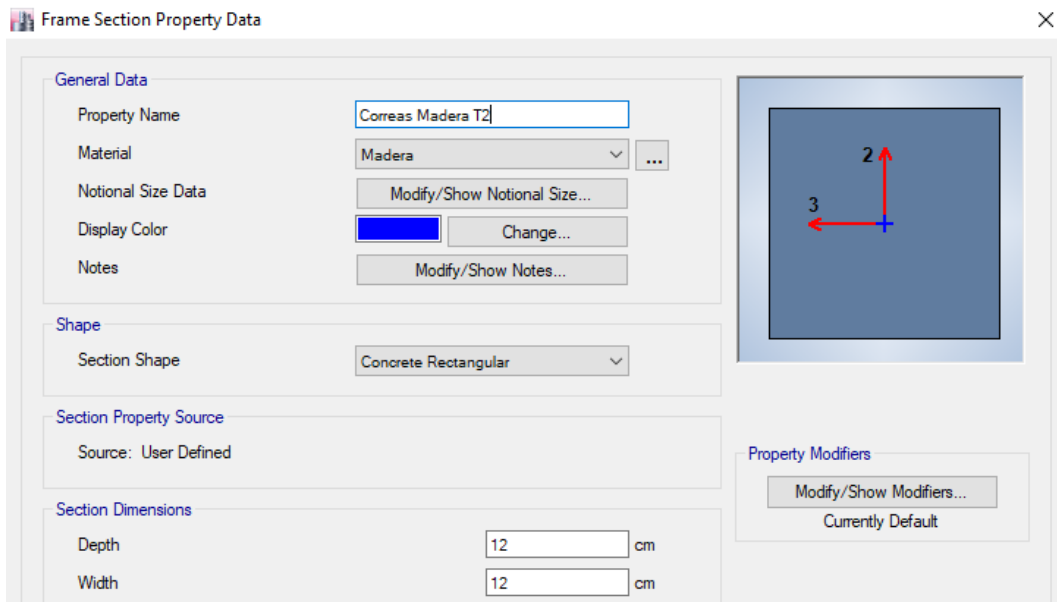 Frame Section Property Data
General Data
Property Name Correas Madera T2
Material Madera ...
Notional Size Data Modify/Show Notional Size...
Display Color Change...
Notes Modify/Show Notes...
2
3
Shape
Section Shape Concrete Rectangular
Section Property Source
Source: User Defined
Property Modifiers
Modify/Show Modifiers...
Currently Default
Section Dimensions
Depth 12 cm
Width 12 cm